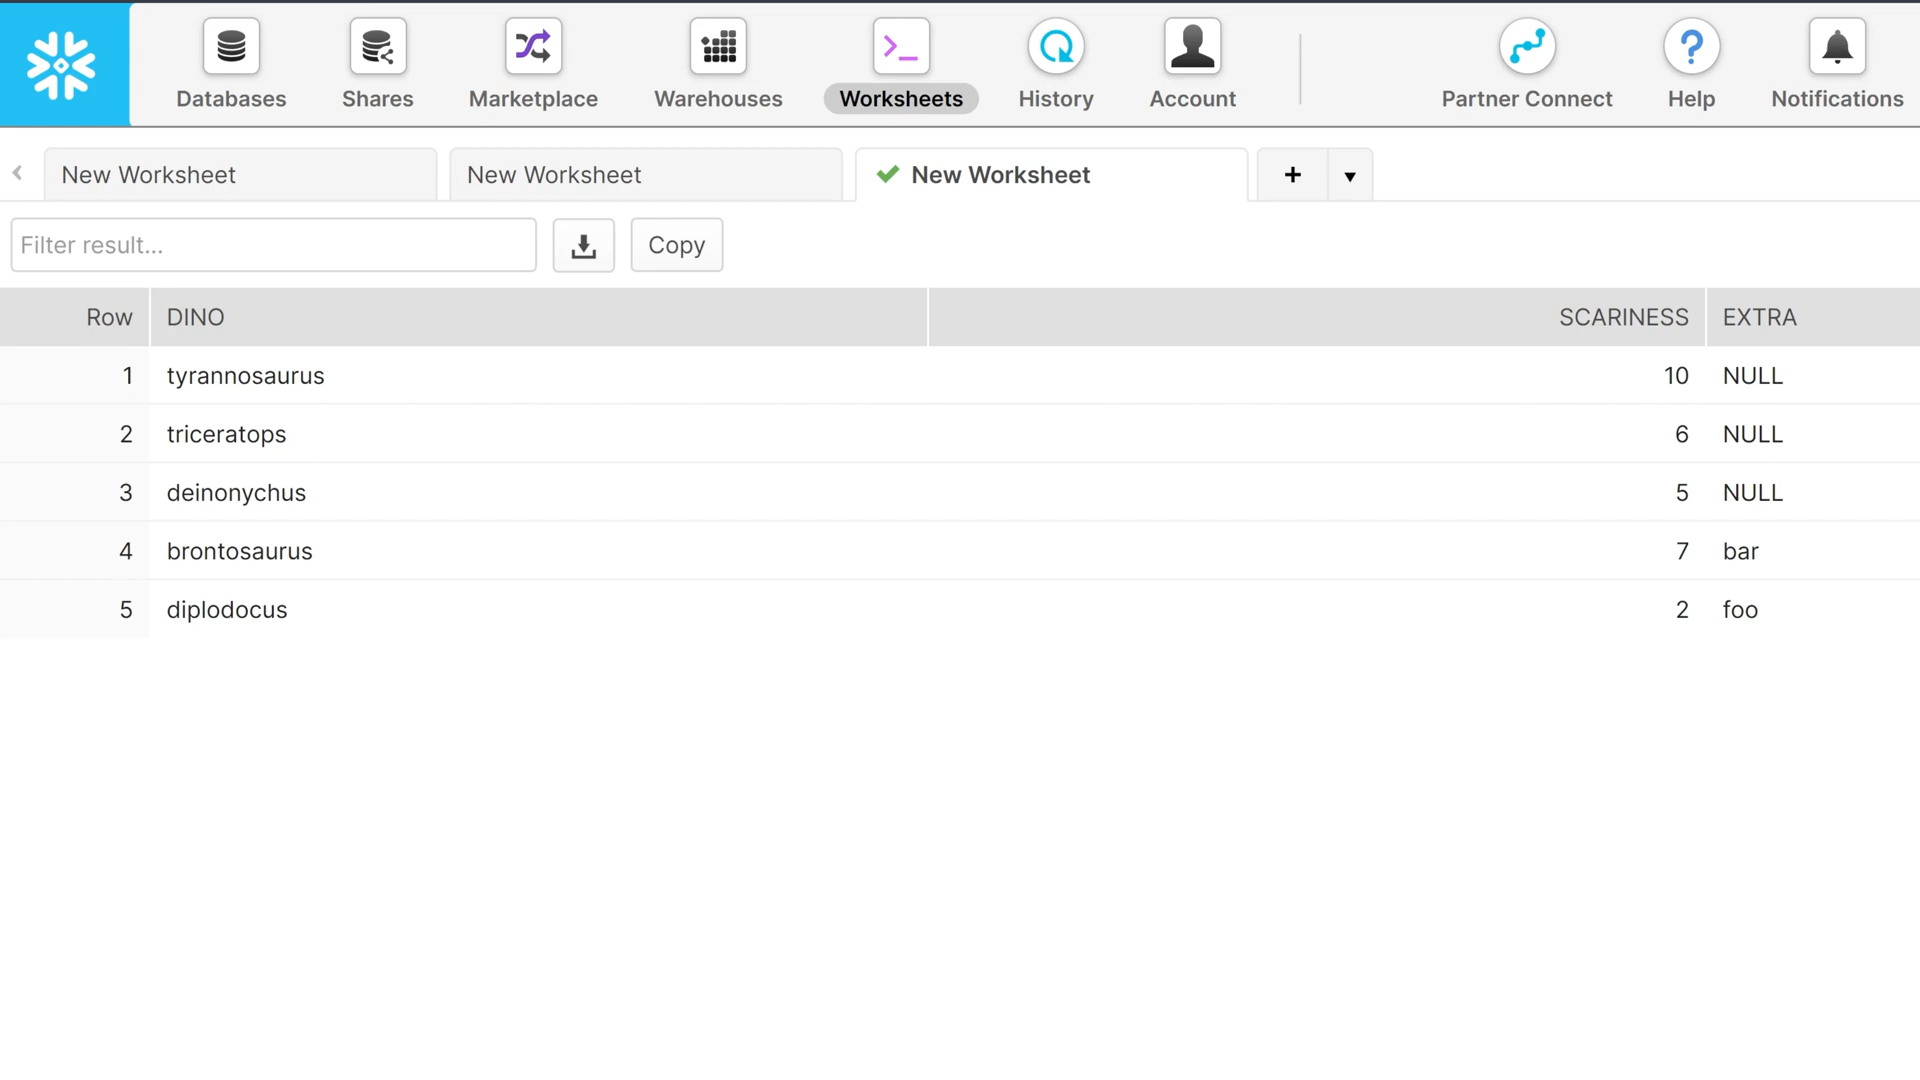 Databases Shares Marketplace Warehouses Worksheets History Account Partner Connect Help Notifications
New Worksheet New Worksheet New Worksheet + ▼
Filter result... Copy
Row DINO SCARINESS EXTRA
1 tyrannosaurus 10 NULL
2 triceratops 6 NULL
3 deinonychus 5 NULL
4 brontosaurus 7 bar
5 diplodocus 2 foo